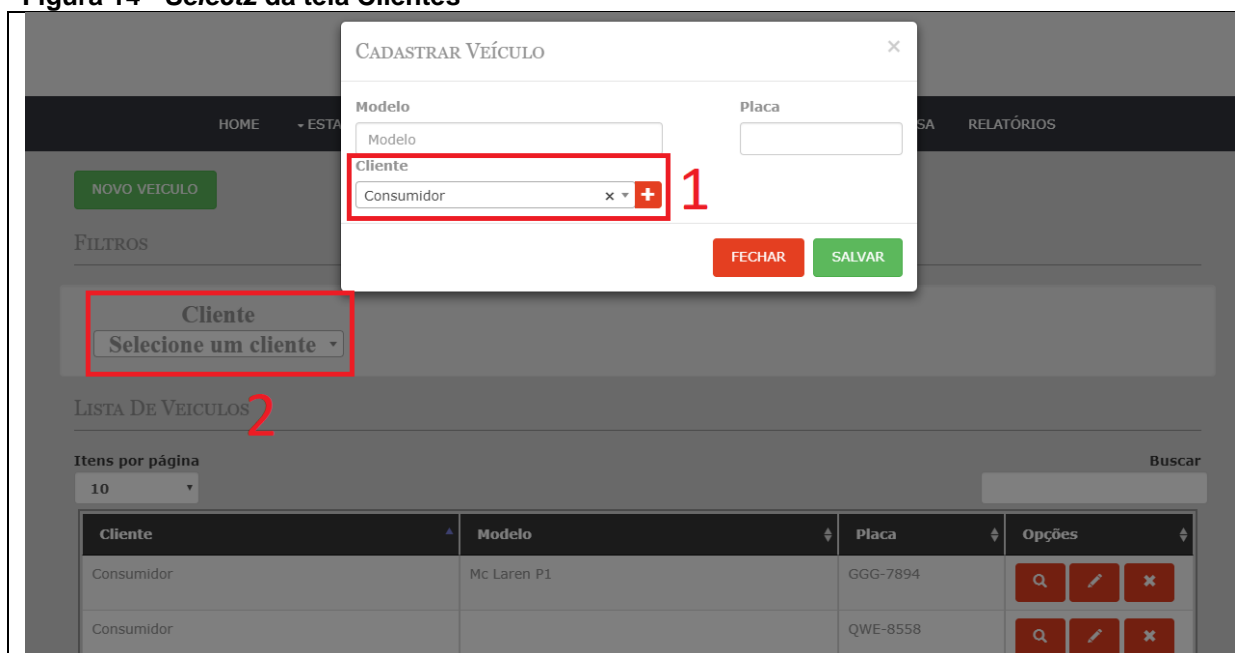 Figura 14 - Select2 da tela Clientes
CADASTRAR VEÍCULO ×
HOME ESTA SA RELATÓRIOS
Modelo Placa
Modelo
Cliente
Consumidor × +
1
NOVO VEICULO
FILTROS
FECHAR SALVAR
Cliente
Selecione um cliente
2
LISTA DE VEICULOS
Itens por página Buscar
10
Cliente Modelo Placa Opções
Consumidor Mc Laren P1 GGG-7894
Consumidor QWE-8558